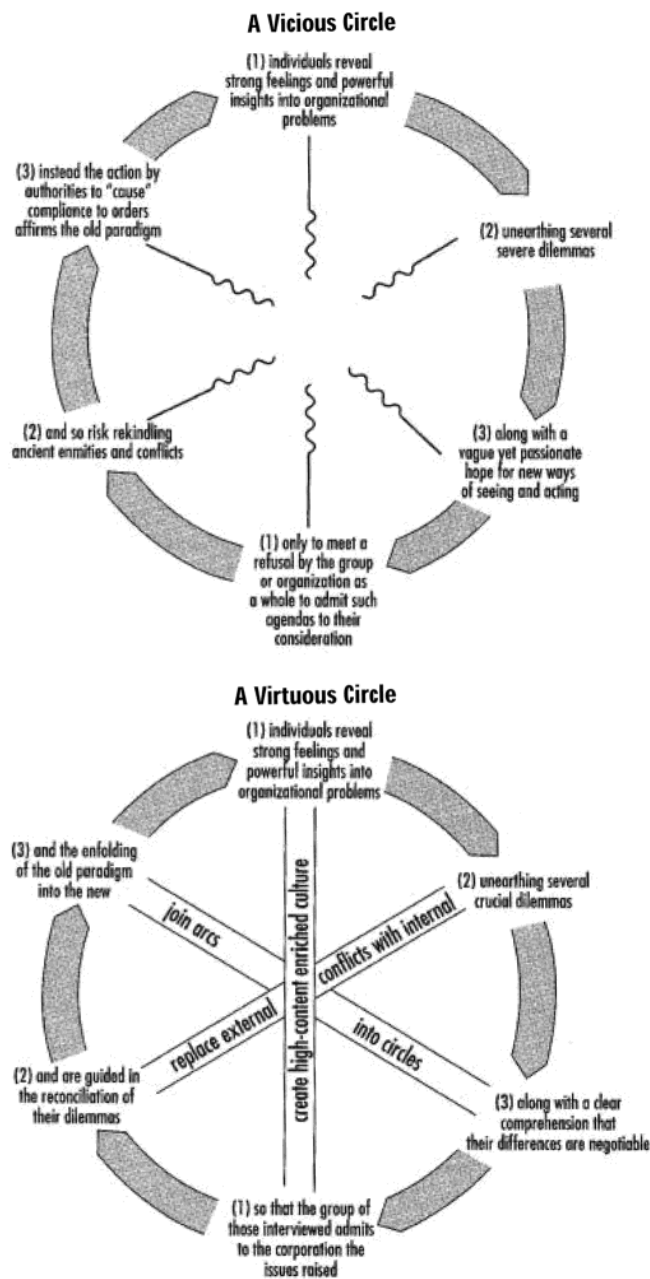 A Vicious Circle
(1) individuals reveal
strong feelings and powerful
insights into organizational
problems
(2) unearthing several
severe dilemmas
(3) along with a
vague yet passionate
hope for new ways
of seeing and acting
(1) only to meet a
refusal by the group
or organization as
a whole to admit such
agendas to their
consideration
(2) and so risk rekindling
ancient enmities and conflicts
(3) instead the action by
authorities to "cause"
compliance to orders
affirms the old paradigm
A Virtuous Circle
(1) individuals reveal
strong feelings and
powerful insights into
organizational problems
(2) unearthing several
crucial dilemmas
(3) along with a clear
comprehension that
their differences are negotiable
(1) so that the group of
those interviewed admits
to the corporation the
issues raised
(2) and are guided in
the reconciliation of
their dilemmas
(3) and the enfolding
of the old paradigm
into the new
create high-content enriched culture
replace external
conflicts with internal
join arcs
into circles